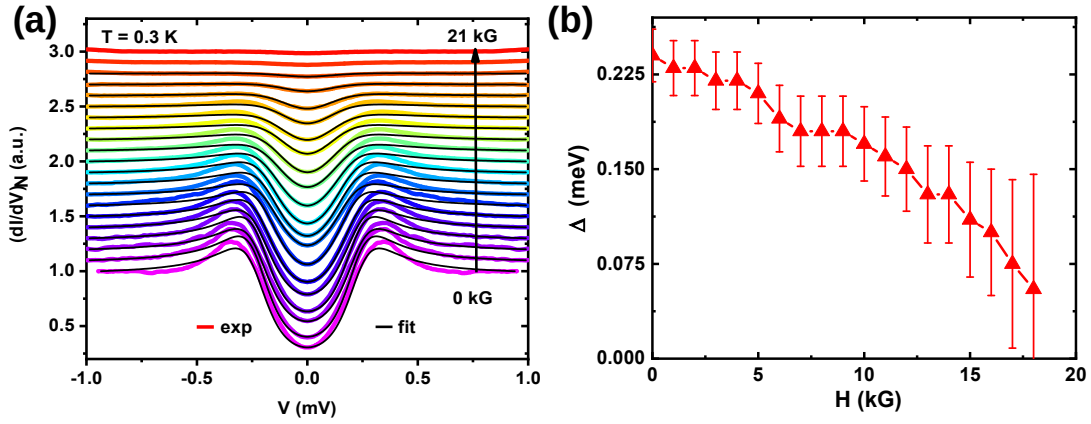 (a)
T = 0.3 K
21 kG
0 kG
exp
fit
3.0
2.5
2.0
1.5
1.0
0.5
(dI/dV)N (a.u.)
-1.0 -0.5 0.0 0.5 1.0
V (mV)
(b)
0.225
0.150
0.075
0.000
Δ (meV)
0 5 10 15 20
H (kG)